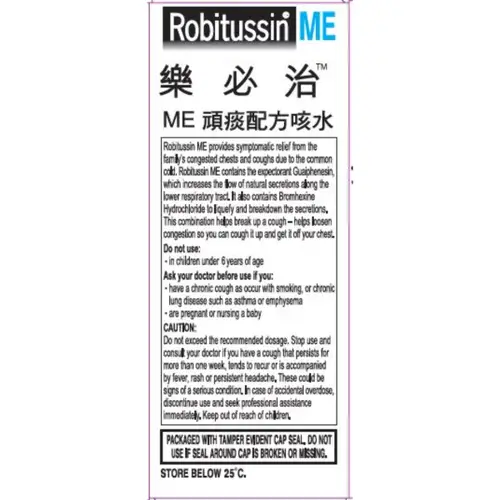 Robitussin® ME
樂必治™
ME 頑痰配方咳水
Robitussin ME provides symptomatic relief from the
family's congested chests and coughs due to the common
cold. Robitussin ME contains the expectorant Guaiphenesin,
which increases the flow of natural secretions along the
lower respiratory tract. It also contains Bromhexine
Hydrochloride to liquefy and breakdown the secretions.
This combination helps break up a cough – helps loosen
congestion so you can cough it up and get it off your chest.
Do not use:
- in children under 6 years of age
Ask your doctor before use if you:
- have a chronic cough as occur with smoking, or chronic
lung disease such as asthma or emphysema
- are pregnant or nursing a baby
CAUTION:
Do not exceed the recommended dosage. Stop use and
consult your doctor if you have a cough that persists for
more than one week, tends to recur or is accompanied
by fever, rash or persistent headache. These could be
signs of a serious condition. In case of accidental overdose,
discontinue use and seek professional assistance
immediately. Keep out of reach of children.
PACKAGED WITH TAMPER EVIDENT CAP SEAL. DO NOT
USE IF SEAL AROUND CAP IS BROKEN OR MISSING.
STORE BELOW 25°C.